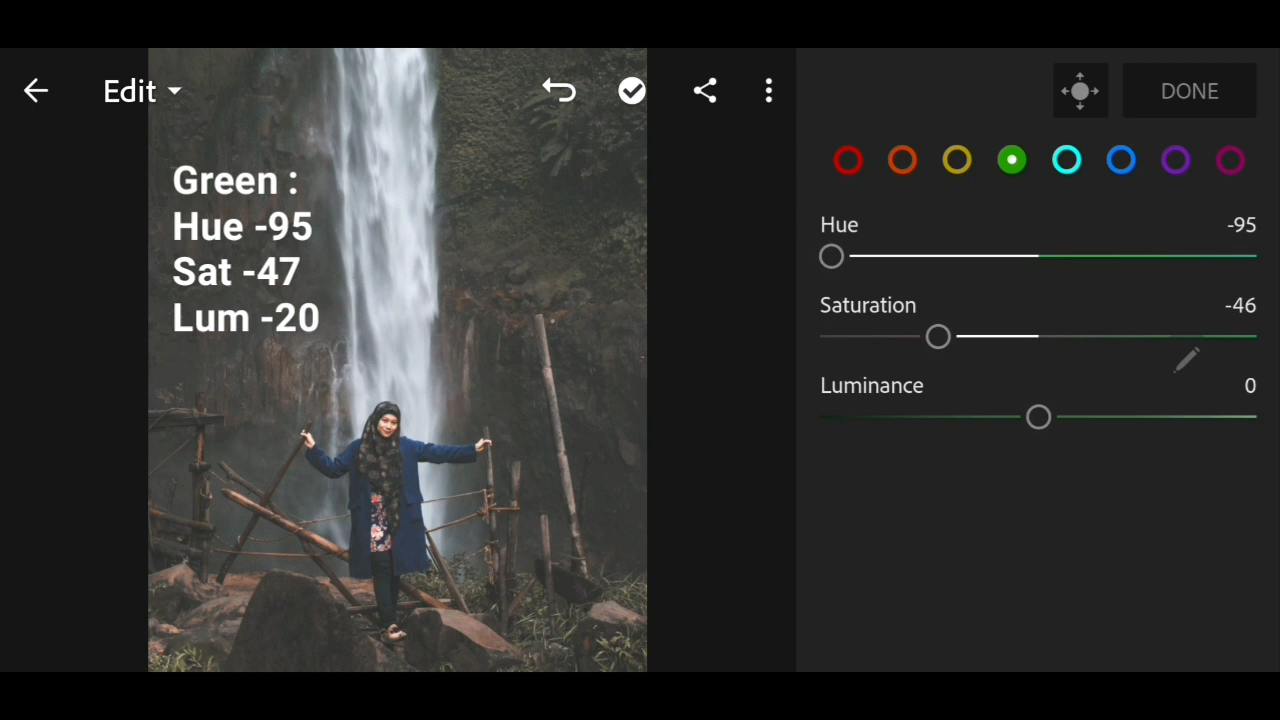 Edit
DONE
Green :
Hue -95
Sat -47
Lum -20
Hue -95
Saturation -46
Luminance 0